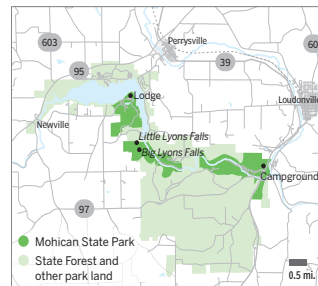 Perrysville
603
60
39
95
Lodge
Loudonville
Newville
Little Lyons Falls
Big Lyons Falls
Campground
97
Mohican State Park
State Forest and
other park land
0.5 mi.